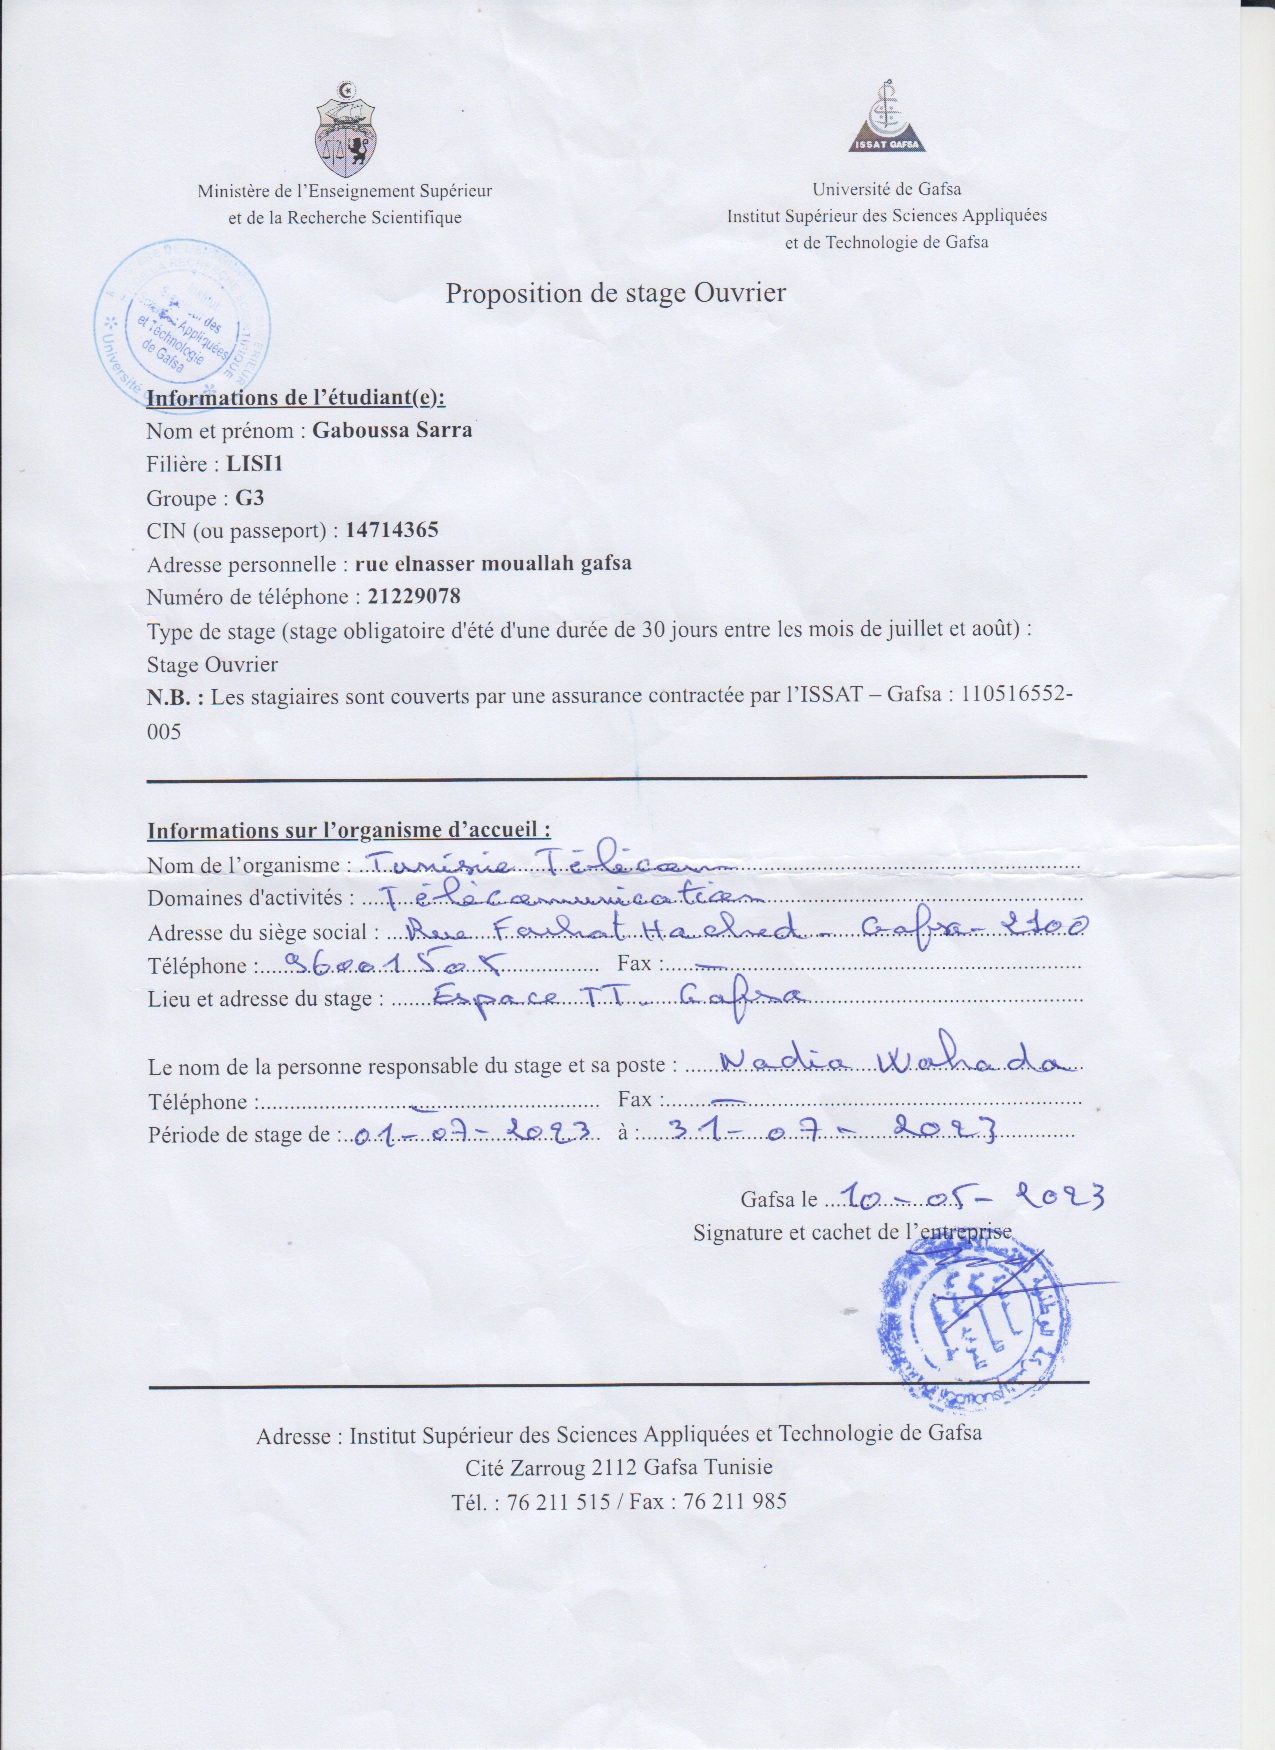 ISSAT GAFSA
Ministère de l'Enseignement Supérieur
et de la Recherche Scientifique
Université de Gafsa
Institut Supérieur des Sciences Appliquées
et de Technologie de Gafsa
des
Appliquées
et Technologie
de Gafsa
Université
Proposition de stage Ouvrier
Informations de l'étudiant(e):
Nom et prénom : Gaboussa Sarra
Filière : LISI1
Groupe : G3
CIN (ou passeport) : 14714365
Adresse personnelle : rue elnasser mouallah gafsa
Numéro de téléphone : 21229078
Type de stage (stage obligatoire d'été d'une durée de 30 jours entre les mois de juillet et août) :
Stage Ouvrier
N.B. : Les stagiaires sont couverts par une assurance contractée par l'ISSAT – Gafsa : 110516552-
005
Informations sur l'organisme d'accueil :
Nom de l'organisme : Tunisie Télécom
Domaines d'activités : Télécommunication
Adresse du siège social : Rue Farhat Hached - Gafsa - 2100
Téléphone : 96001505 Fax : —
Lieu et adresse du stage : Espace TT - Gafsa
Le nom de la personne responsable du stage et sa poste : Nadia Wahada
Téléphone : — Fax : —
Période de stage de : 01-07-2023 à : 31-07-2023
Gafsa le 10-05-2023
Signature et cachet de l'entreprise
Adresse : Institut Supérieur des Sciences Appliquées et Technologie de Gafsa
Cité Zarroug 2112 Gafsa Tunisie
Tél. : 76 211 515 / Fax : 76 211 985